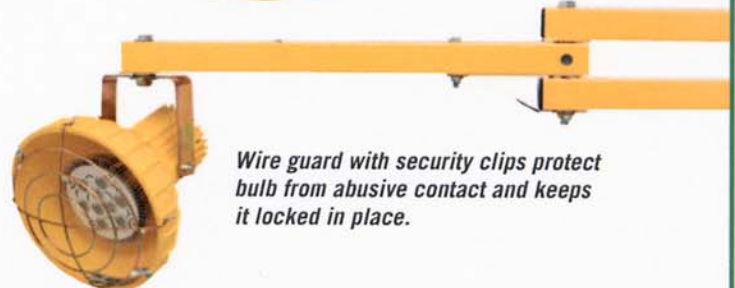 Wire guard with security clips protect
bulb from abusive contact and keeps
it locked in place.